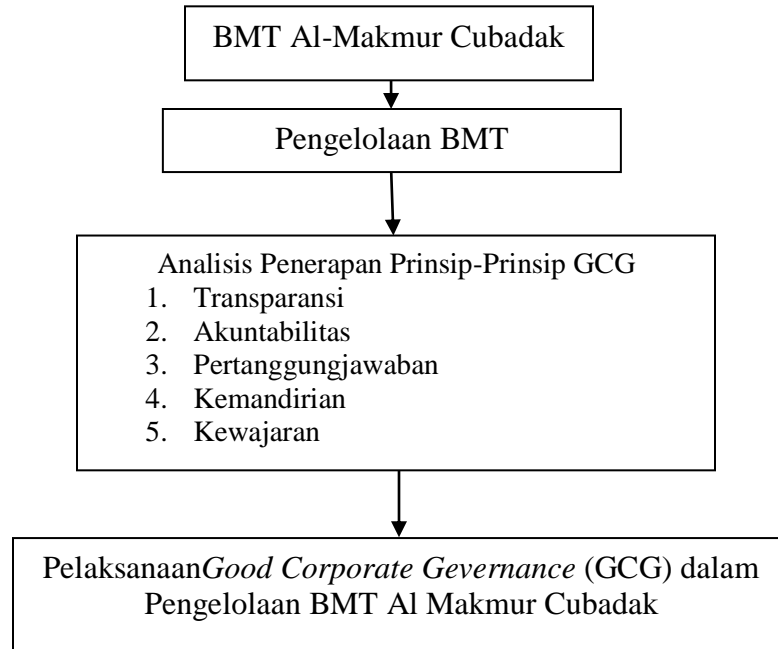 BMT Al-Makmur Cubadak
Pengelolaan BMT
Analisis Penerapan Prinsip-Prinsip GCG
1. Transparansi
2. Akuntabilitas
3. Pertanggungjawaban
4. Kemandirian
5. Kewajaran
PelaksanaanGood Corporate Gevernance (GCG) dalam
Pengelolaan BMT Al Makmur Cubadak